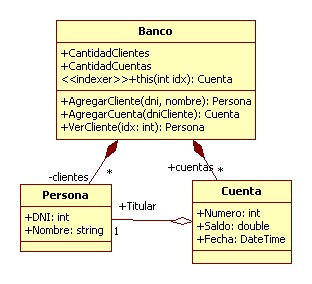 Banco
+CantidadClientes
+CantidadCuentas
<<indexer>>+this(int idx): Cuenta
+AgregarCliente(dni, nombre): Persona
+AgregarCuenta(dniCliente): Cuenta
+VerCliente(idx: int): Persona
-clientes
*
+cuentas
*
Persona
+DNI: int
+Nombre: string
+Titular
1
Cuenta
+Numero: int
+Saldo: double
+Fecha: DateTime